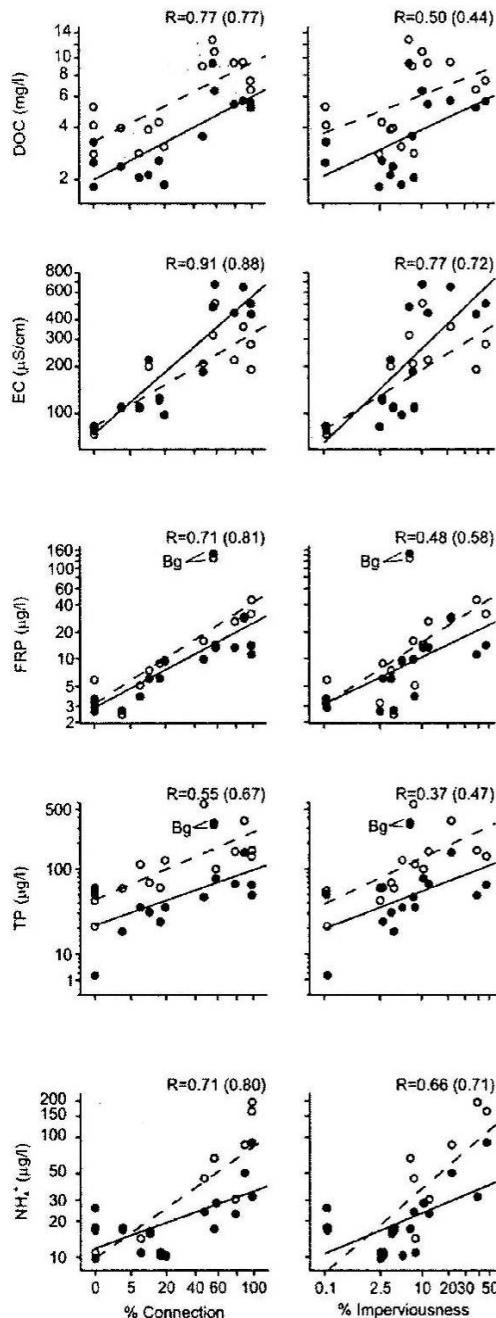 R=0.77 (0.77) R=0.50 (0.44)
14
10
8
6
4
2
DOC (mg/l)
R=0.91 (0.88) R=0.77 (0.72)
800
600
400
300
200
100
EC (µS/cm)
R=0.71 (0.81) R=0.48 (0.58)
160
120
80
40
20
10
5
3
2
Bg Bg
FRP (µg/l)
R=0.55 (0.67) R=0.37 (0.47)
500
100
10
1
Bg Bg
TP (µg/l)
R=0.71 (0.80) R=0.66 (0.71)
200
150
100
50
30
20
10
NH₄⁺ (µg/l)
0 5 20 40 60 100 0.1 2.5 10 20 30 50
% Connection % Imperviousness